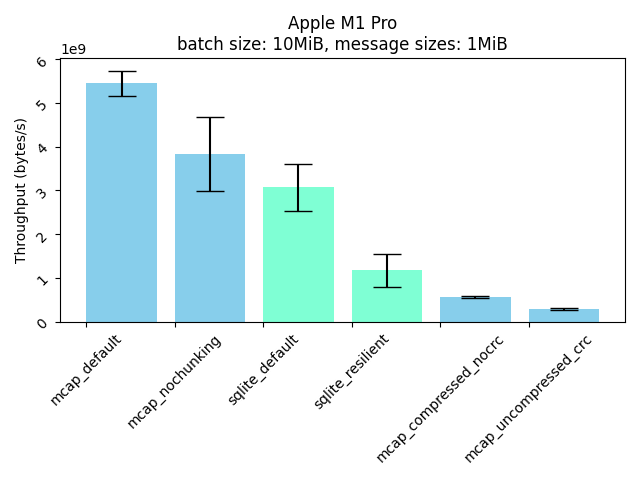 Apple M1 Pro
batch size: 10MiB, message sizes: 1MiB
1e9
6
5
4
3
2
1
0
Throughput (bytes/s)
mcap_default
mcap_nochunking
sqlite_default
sqlite_resilient
mcap_compressed_nocrc
mcap_uncompressed_crc